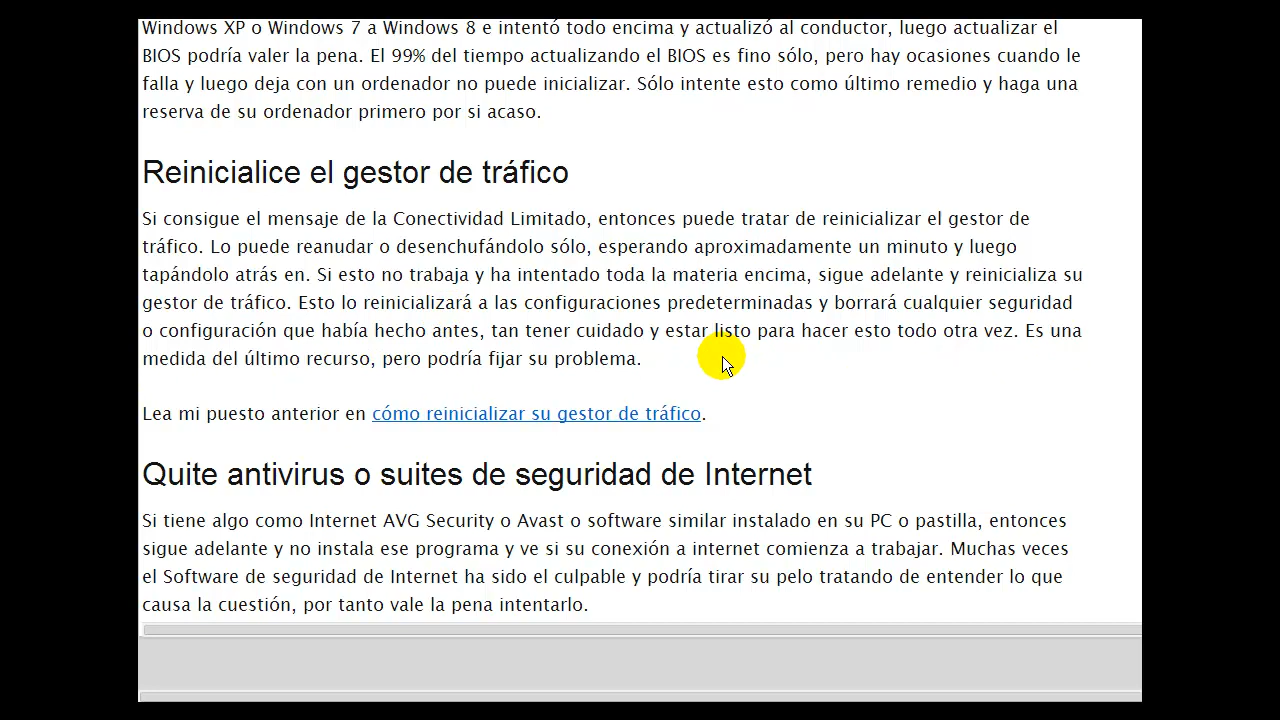 Windows XP o Windows 7 a Windows 8 e intentó todo encima y actualizó al conductor, luego actualizar el
BIOS podría valer la pena. El 99% del tiempo actualizando el BIOS es fino sólo, pero hay ocasiones cuando le
falla y luego deja con un ordenador no puede inicializar. Sólo intente esto como último remedio y haga una
reserva de su ordenador primero por si acaso.
Reinicialice el gestor de tráfico
Si consigue el mensaje de la Conectividad Limitado, entonces puede tratar de reinicializar el gestor de
tráfico. Lo puede reanudar o desenchufándolo sólo, esperando aproximadamente un minuto y luego
tapándolo atrás en. Si esto no trabaja y ha intentado toda la materia encima, sigue adelante y reinicializa su
gestor de tráfico. Esto lo reinicializará a las configuraciones predeterminadas y borrará cualquier seguridad
o configuración que había hecho antes, tan tener cuidado y estar listo para hacer esto todo otra vez. Es una
medida del último recurso, pero podría fijar su problema.
Lea mi puesto anterior en cómo reinicializar su gestor de tráfico.
Quite antivirus o suites de seguridad de Internet
Si tiene algo como Internet AVG Security o Avast o software similar instalado en su PC o pastilla, entonces
sigue adelante y no instala ese programa y ve si su conexión a internet comienza a trabajar. Muchas veces
el Software de seguridad de Internet ha sido el culpable y podría tirar su pelo tratando de entender lo que
causa la cuestión, por tanto vale la pena intentarlo.